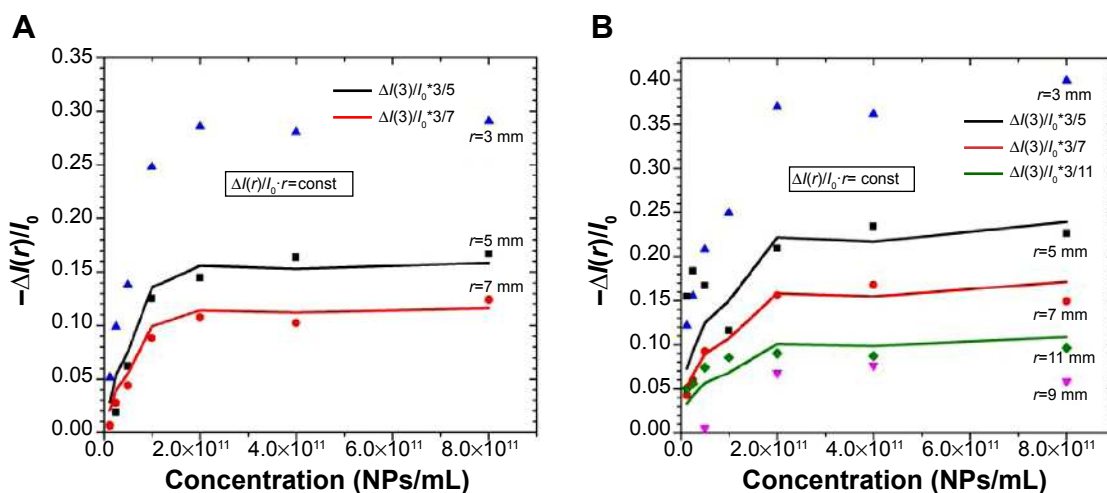 A
0.35
0.30
0.25
0.20
0.15
0.10
0.05
0.00
−ΔI(r)/I₀
ΔI(3)/I₀*3/5
ΔI(3)/I₀*3/7
r=3 mm
ΔI(r)/I₀·r=const
r=5 mm
r=7 mm
0.0
2.0×10¹¹
4.0×10¹¹
6.0×10¹¹
8.0×10¹¹
Concentration (NPs/mL)
B
0.40
0.35
0.30
0.25
0.20
0.15
0.10
0.05
0.00
−ΔI(r)/I₀
r=3 mm
ΔI(3)/I₀*3/5
ΔI(3)/I₀*3/7
ΔI(3)/I₀*3/11
ΔI(r)/I₀·r= const
r=5 mm
r=7 mm
r=11 mm
r=9 mm
0.0
2.0×10¹¹
4.0×10¹¹
6.0×10¹¹
8.0×10¹¹
Concentration (NPs/mL)